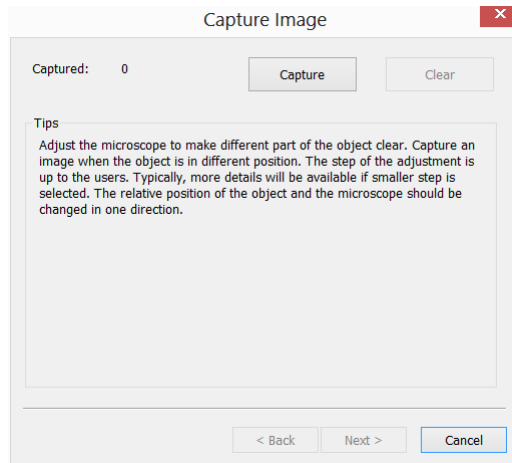 Capture Image
Captured: 0 Capture Clear
Tips
Adjust the microscope to make different part of the object clear. Capture an
image when the object is in different position. The step of the adjustment is
up to the users. Typically, more details will be available if smaller step is
selected. The relative position of the object and the microscope should be
changed in one direction.
< Back Next > Cancel